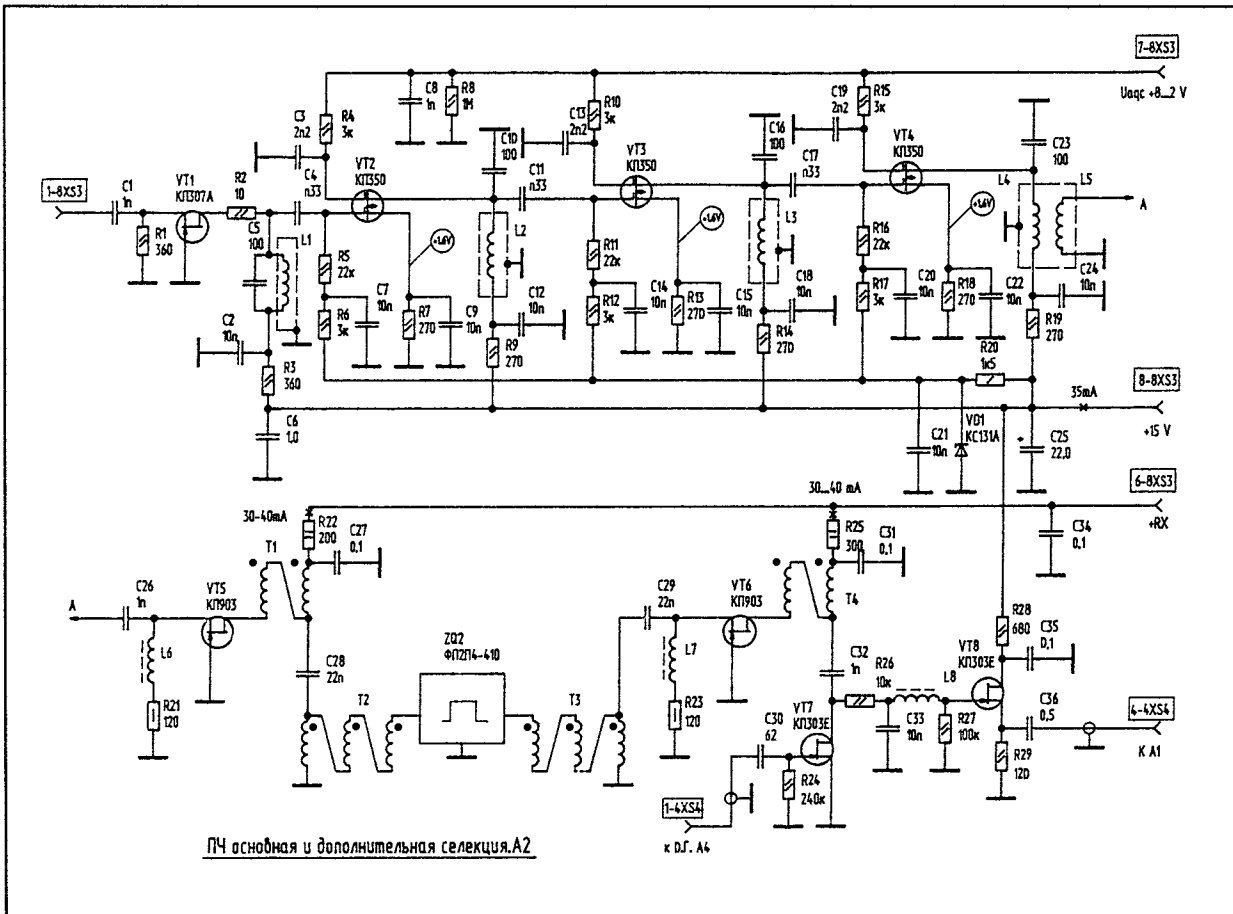 7-8XS3
Uаqс +8...2 V
C3
2n2
R4
3к
C8
1n
R8
1М
C13
2n2
R10
3к
C19
2n2
R15
3к
C10
100
C16
100
C23
100
VT2
КП350
VT3
КП350
VT4
КП350
1-8XS3
C1
1n
VT1
КП307А
R2
10
C4
n33
C11
n33
C17
n33
L4
L5
А
R1
360
C5
100
L1
R5
22к
+1.6V
L2
R11
22к
+1.6V
L3
R16
22к
+1.6V
C2
10n
R6
3к
C7
10n
R7
270
C9
10n
C12
10n
R9
270
R12
3к
C14
10n
R13
270
C15
10n
C18
10n
R14
270
R17
3к
C20
10n
R18
270
C22
10n
C24
10n
R19
270
R3
360
R20
1к5
8-8XS3
35mA
+15 V
C6
1,0
C21
10n
VD1
КС131А
C25
22,0
+
6-8XS3
+RX
30-40mA
30...40 mA
R22
200
C27
0,1
R25
300
C31
0,1
C34
0,1
T1
T4
А
C26
1n
VT5
КП903
C29
22n
VT6
КП903
R28
680
C35
0,1
L6
ZQ2
ФП2П4-410
L7
C28
22n
C32
1n
R26
10к
L8
VT8
КП303Е
R21
120
T2
T3
R23
120
C30
62
VT7
КП303Е
C33
10n
R27
100к
C36
0,5
4-4XS4
К А1
R24
240к
R29
120
1-4XS4
к О.Г. А4
ПЧ основная и дополнительная селекция.А2